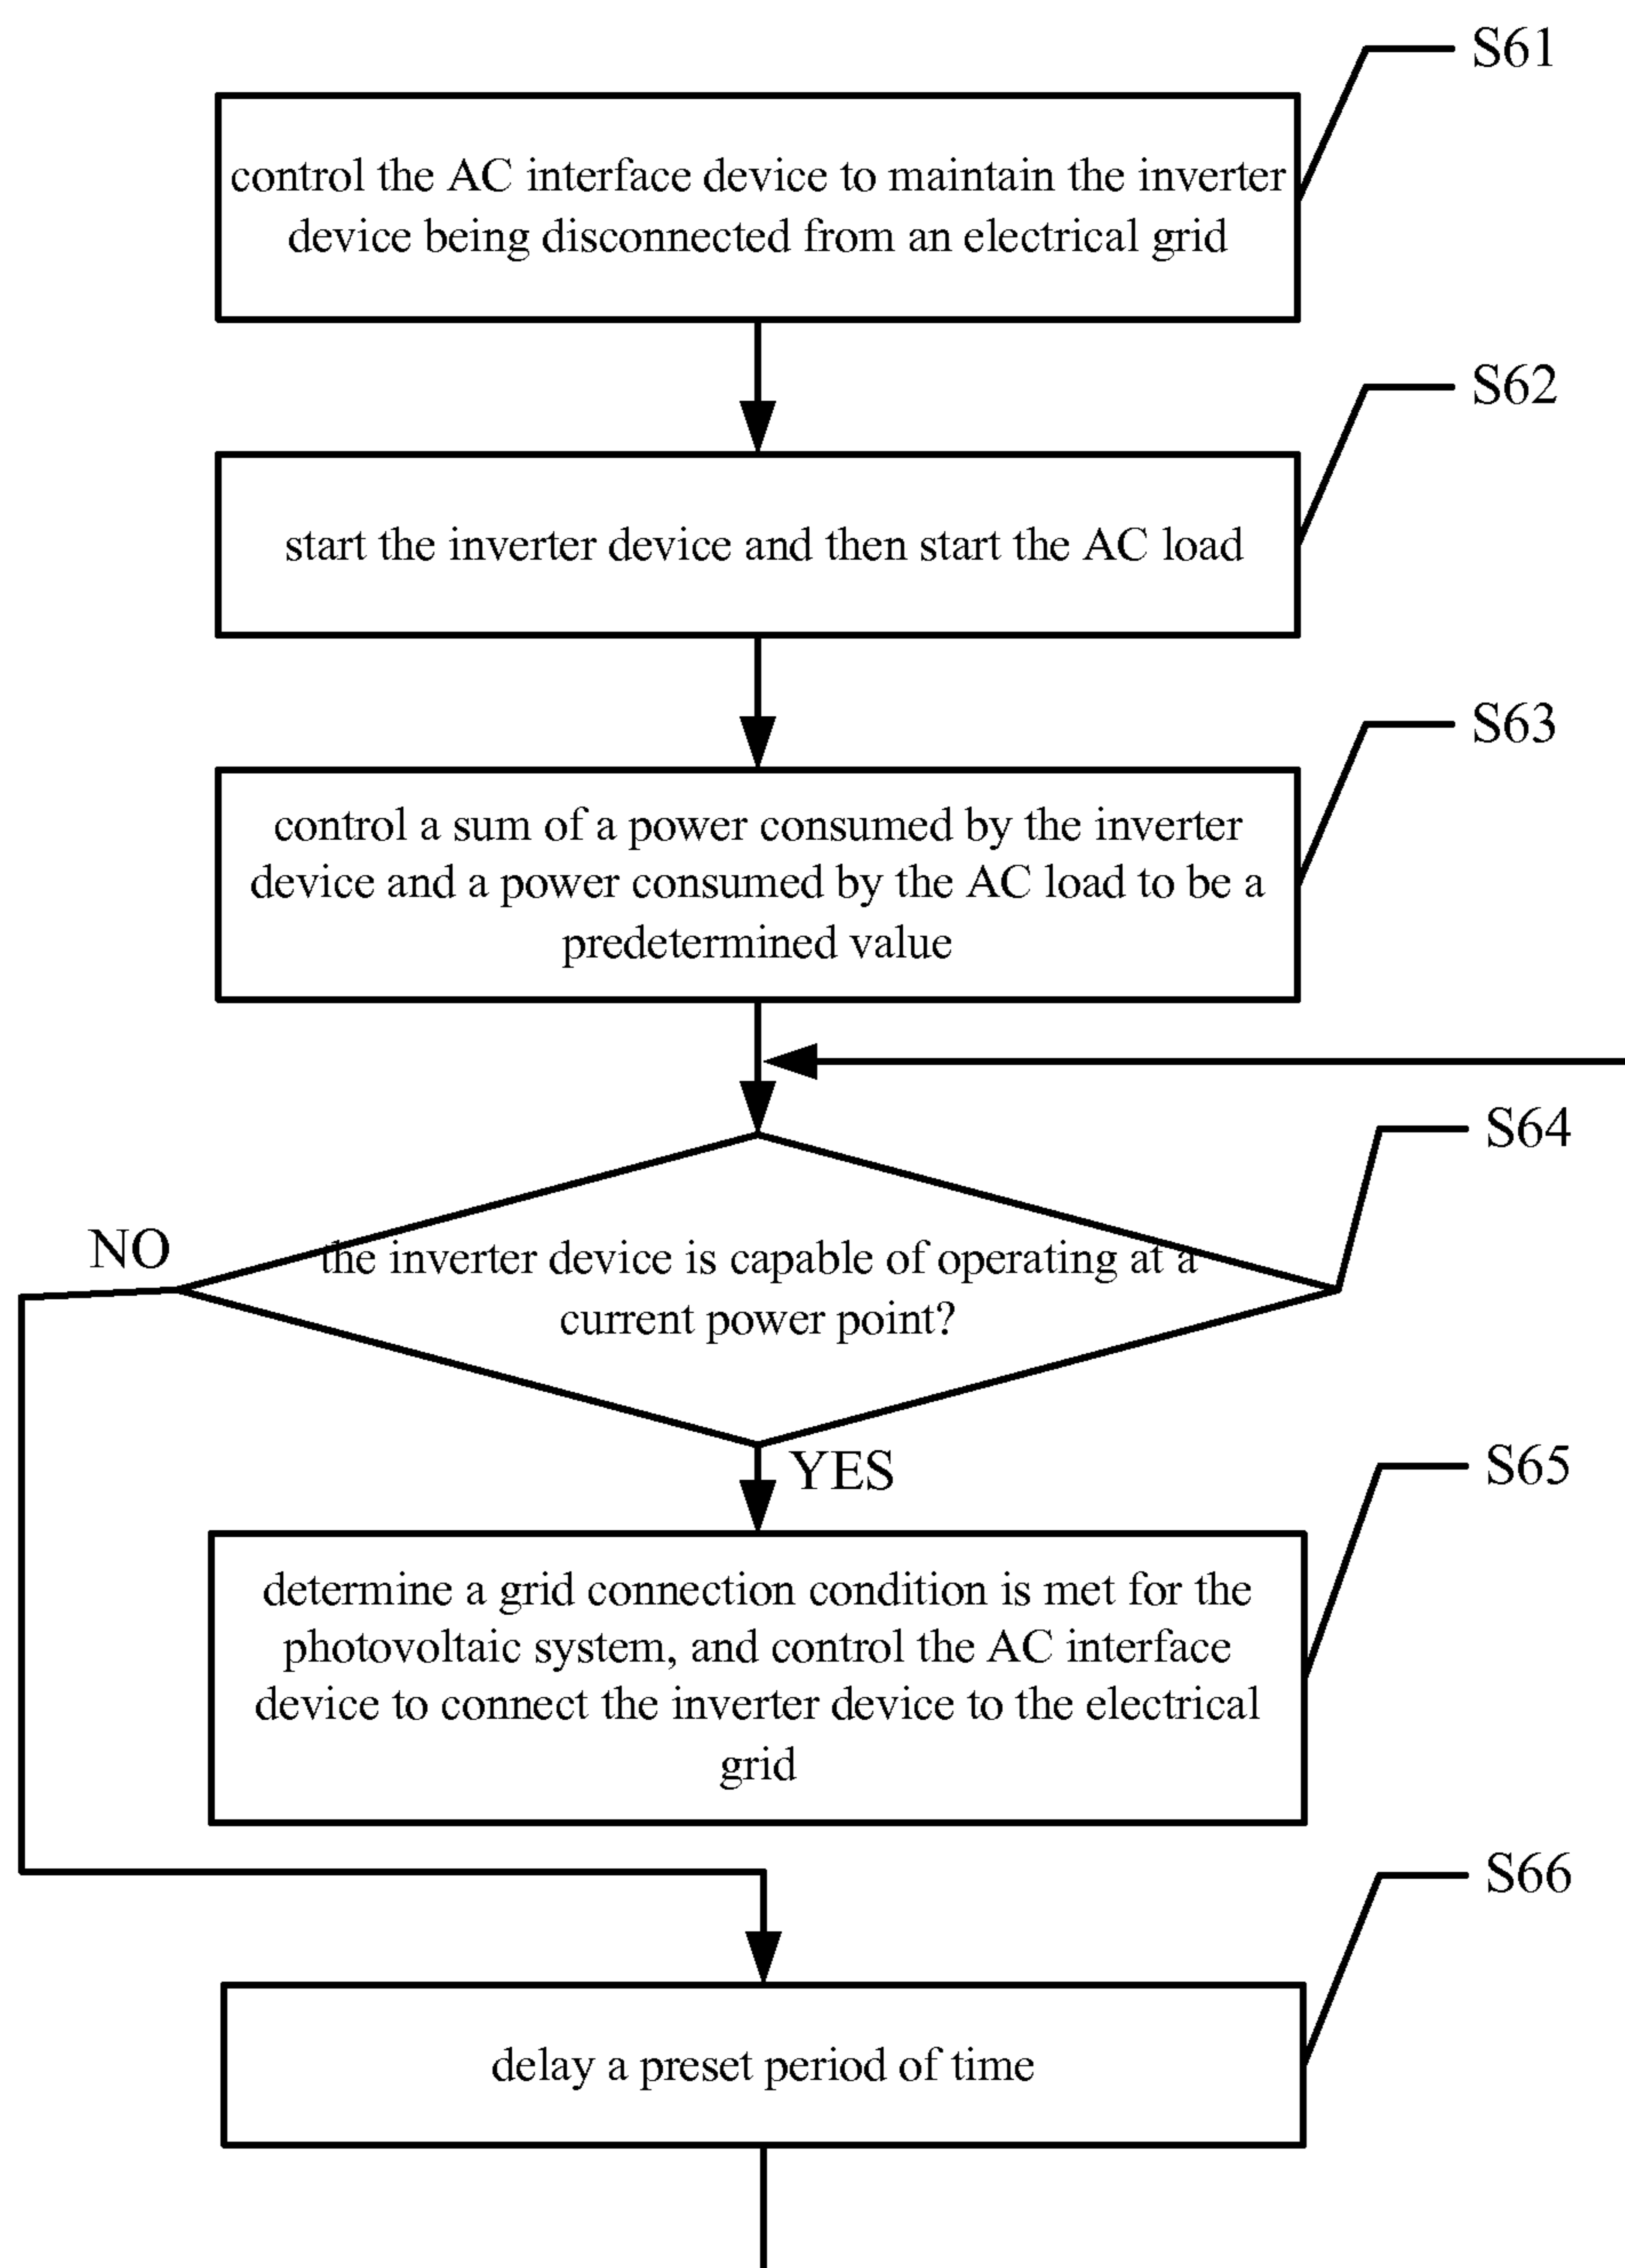 S61
control the AC interface device to maintain the inverter
device being disconnected from an electrical grid
S62
start the inverter device and then start the AC load
S63
control a sum of a power consumed by the inverter
device and a power consumed by the AC load to be a
predetermined value
S64
NO
the inverter device is capable of operating at a
current power point?
YES
S65
determine a grid connection condition is met for the
photovoltaic system, and control the AC interface
device to connect the inverter device to the electrical
grid
S66
delay a preset period of time